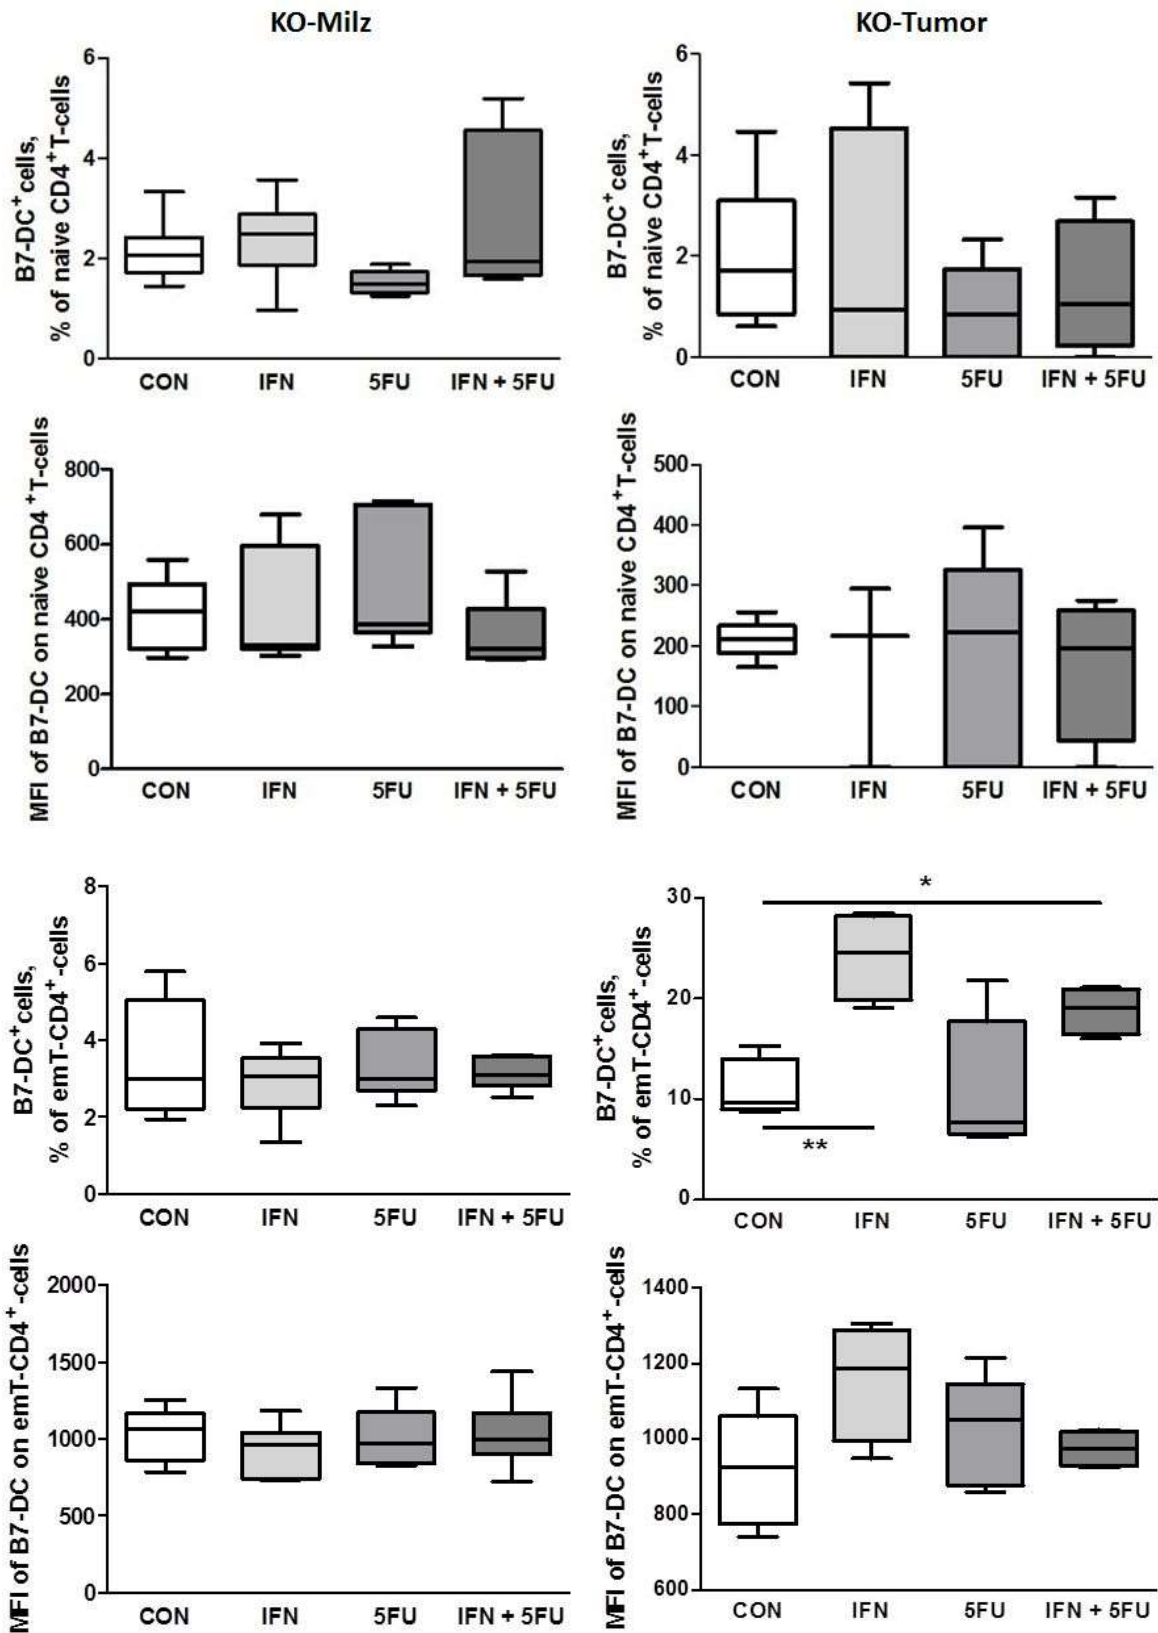 KO-Milz
B7-DC+cells,
% of naive CD4+T-cells
6
4
2
0
CON IFN 5FU IFN + 5FU
KO-Tumor
B7-DC+cells,
% of naive CD4+T-cells
6
4
2
0
CON IFN 5FU IFN + 5FU
MFI of B7-DC on naive CD4+T-cells
800
600
400
200
0
CON IFN 5FU IFN + 5FU
MFI of B7-DC on naive CD4+T-cells
500
400
300
200
100
0
CON IFN 5FU IFN + 5FU
B7-DC+cells,
% of emT-CD4+-cells
8
6
4
2
0
CON IFN 5FU IFN + 5FU
B7-DC+cells,
% of emT-CD4+-cells
30
20
10
0
*
**
CON IFN 5FU IFN + 5FU
MFI of B7-DC on emT-CD4+-cells
2000
1500
1000
500
0
CON IFN 5FU IFN + 5FU
MFI of B7-DC on emT-CD4+-cells
1400
1200
1000
800
600
CON IFN 5FU IFN + 5FU